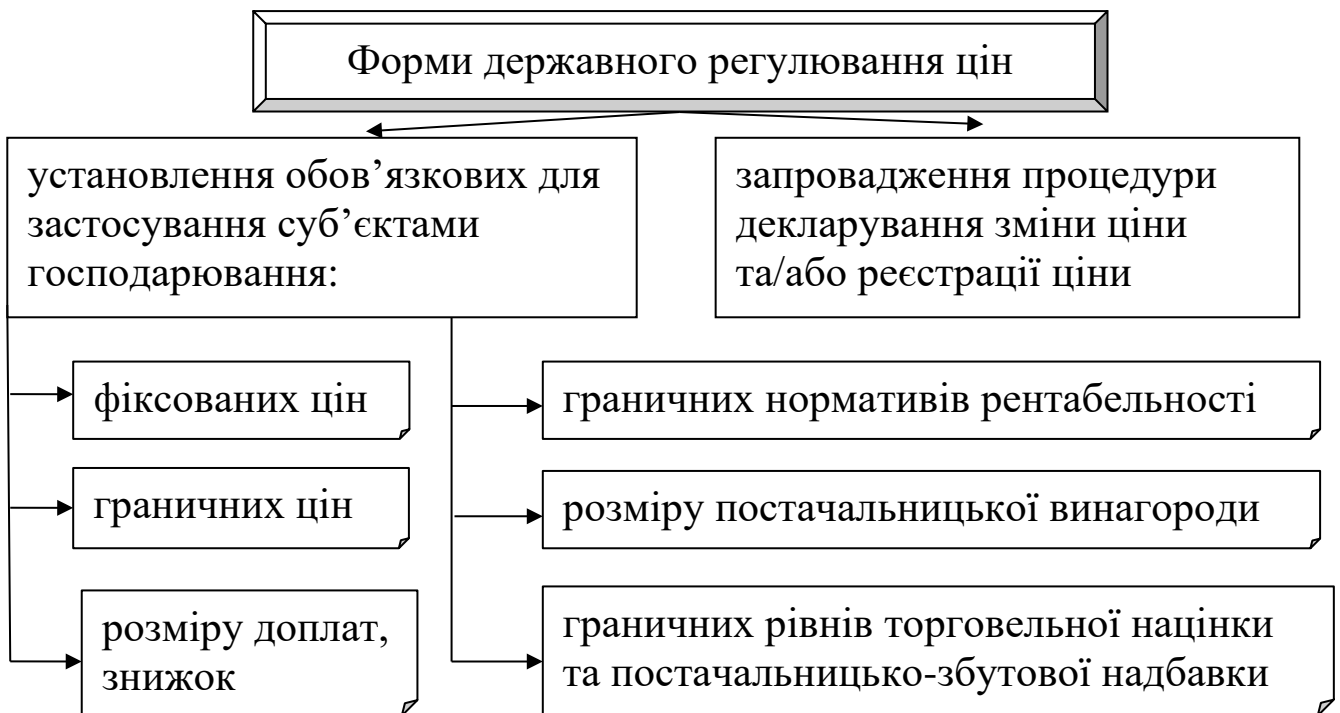 Форми державного регулювання цін
установлення обов’язкових для
застосування суб’єктами
господарювання:
запровадження процедури
декларування зміни ціни
та/або реєстрації ціни
фіксованих цін
граничних цін
розміру доплат,
знижок
граничних нормативів рентабельності
розміру постачальницької винагороди
граничних рівнів торговельної націнки
та постачальницько-збутової надбавки